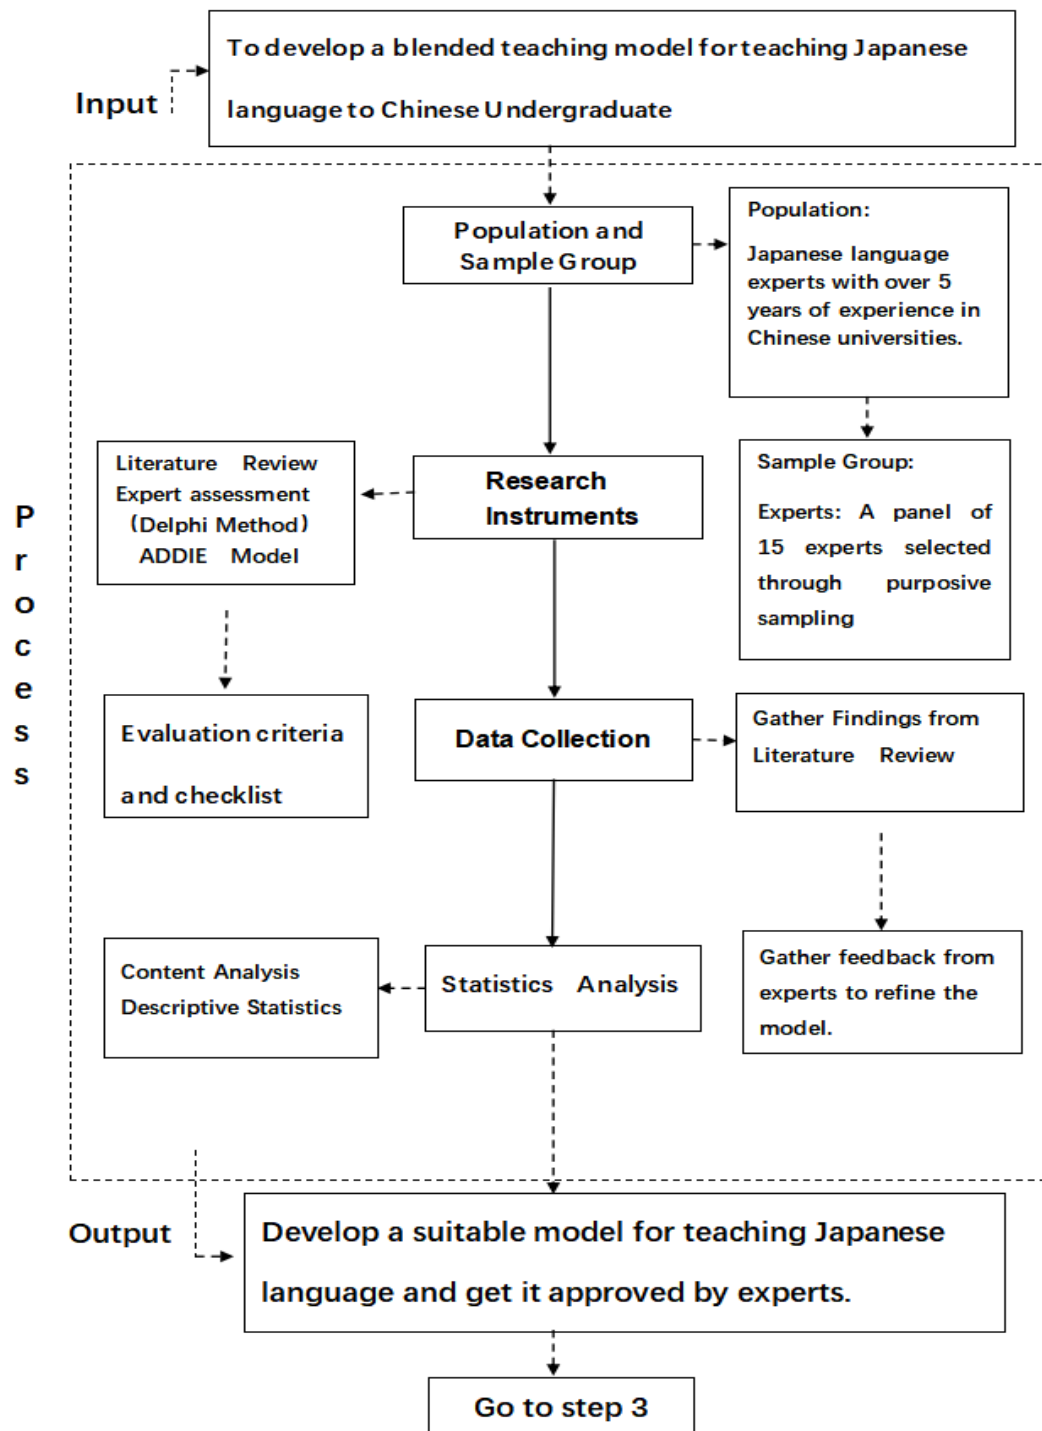 To develop a blended teaching model for teaching Japanese
language to Chinese Undergraduate
Input
Population and
Sample Group
Population:
Japanese language
experts with over 5
years of experience in
Chinese universities.
Literature Review
Expert assessment
(Delphi Method)
ADDIE Model
Research
Instruments
Sample Group:
Experts: A panel of
15 experts selected
through purposive
sampling
Process
Evaluation criteria
and checklist
Data Collection
Gather Findings from
Literature Review
Content Analysis
Descriptive Statistics
Statistics Analysis
Gather feedback from
experts to refine the
model.
Output
Develop a suitable model for teaching Japanese
language and get it approved by experts.
Go to step 3